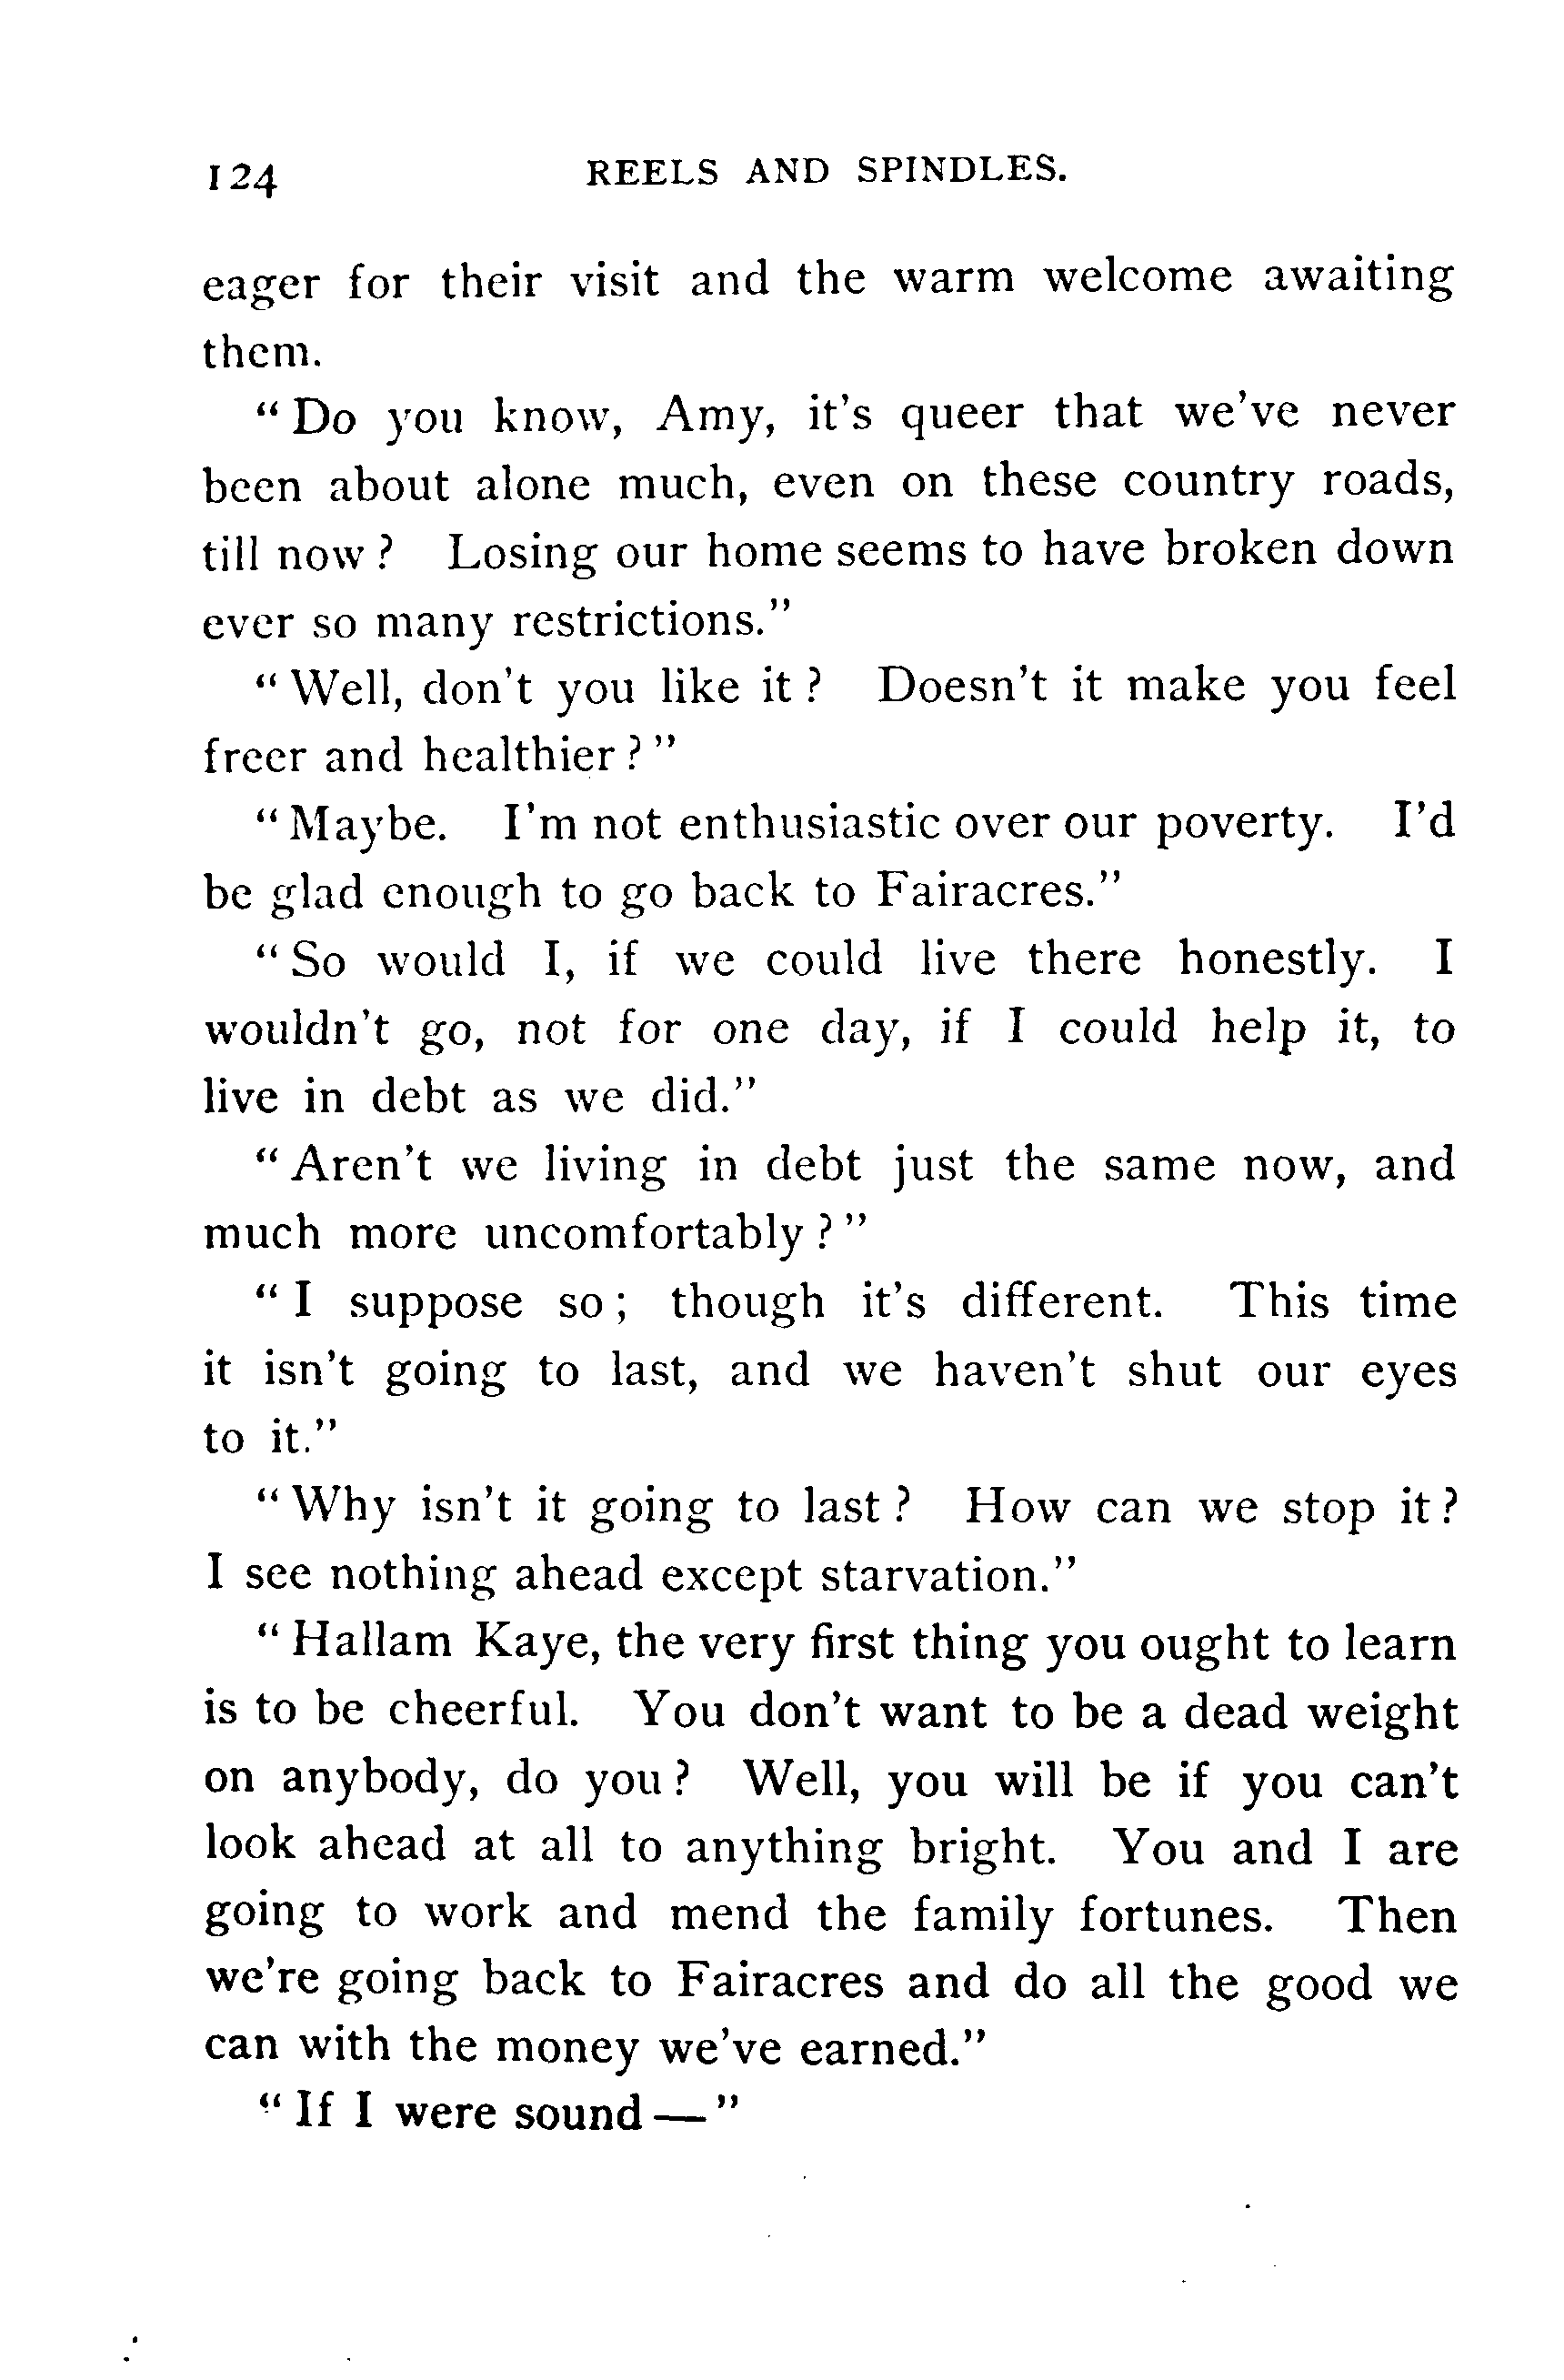 124 REELS AND SPINDLES.
eager for their visit and the warm welcome awaiting
them.
“Do you know, Amy, it’s queer that we’ve never
been about alone much, even on these country roads,
till now? Losing our home seems to have broken down
ever so many restrictions.”
“Well, don’t you like it? Doesn’t it make you feel
freer and healthier?”
“Maybe. I’m not enthusiastic over our poverty. I’d
be glad enough to go back to Fairacres.”
“So would I, if we could live there honestly. I
wouldn’t go, not for one day, if I could help it, to
live in debt as we did.”
“Aren’t we living in debt just the same now, and
much more uncomfortably?”
“I suppose so; though it’s different. This time
it isn’t going to last, and we haven’t shut our eyes
to it.”
“Why isn’t it going to last? How can we stop it?
I see nothing ahead except starvation.”
“Hallam Kaye, the very first thing you ought to learn
is to be cheerful. You don’t want to be a dead weight
on anybody, do you? Well, you will be if you can’t
look ahead at all to anything bright. You and I are
going to work and mend the family fortunes. Then
we’re going back to Fairacres and do all the good we
can with the money we’ve earned.”
“If I were sound—”